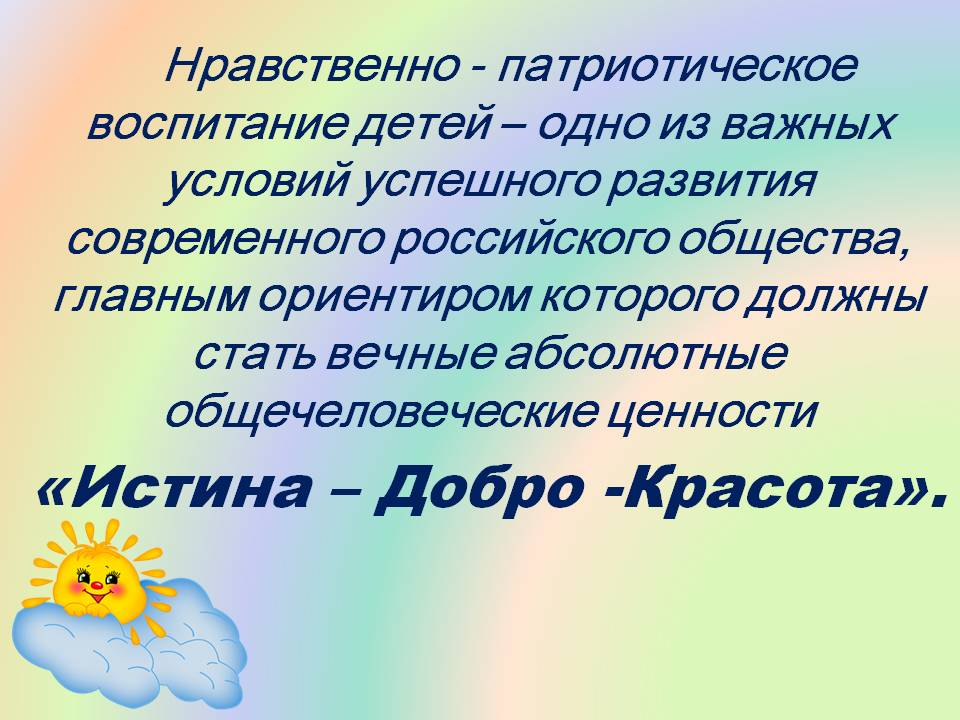 Нравственно - патриотическое
воспитание детей – одно из важных
условий успешного развития
современного российского общества,
главным ориентиром которого должны
стать вечные абсолютные
общечеловеческие ценности
«Истина – Добро -Красота».